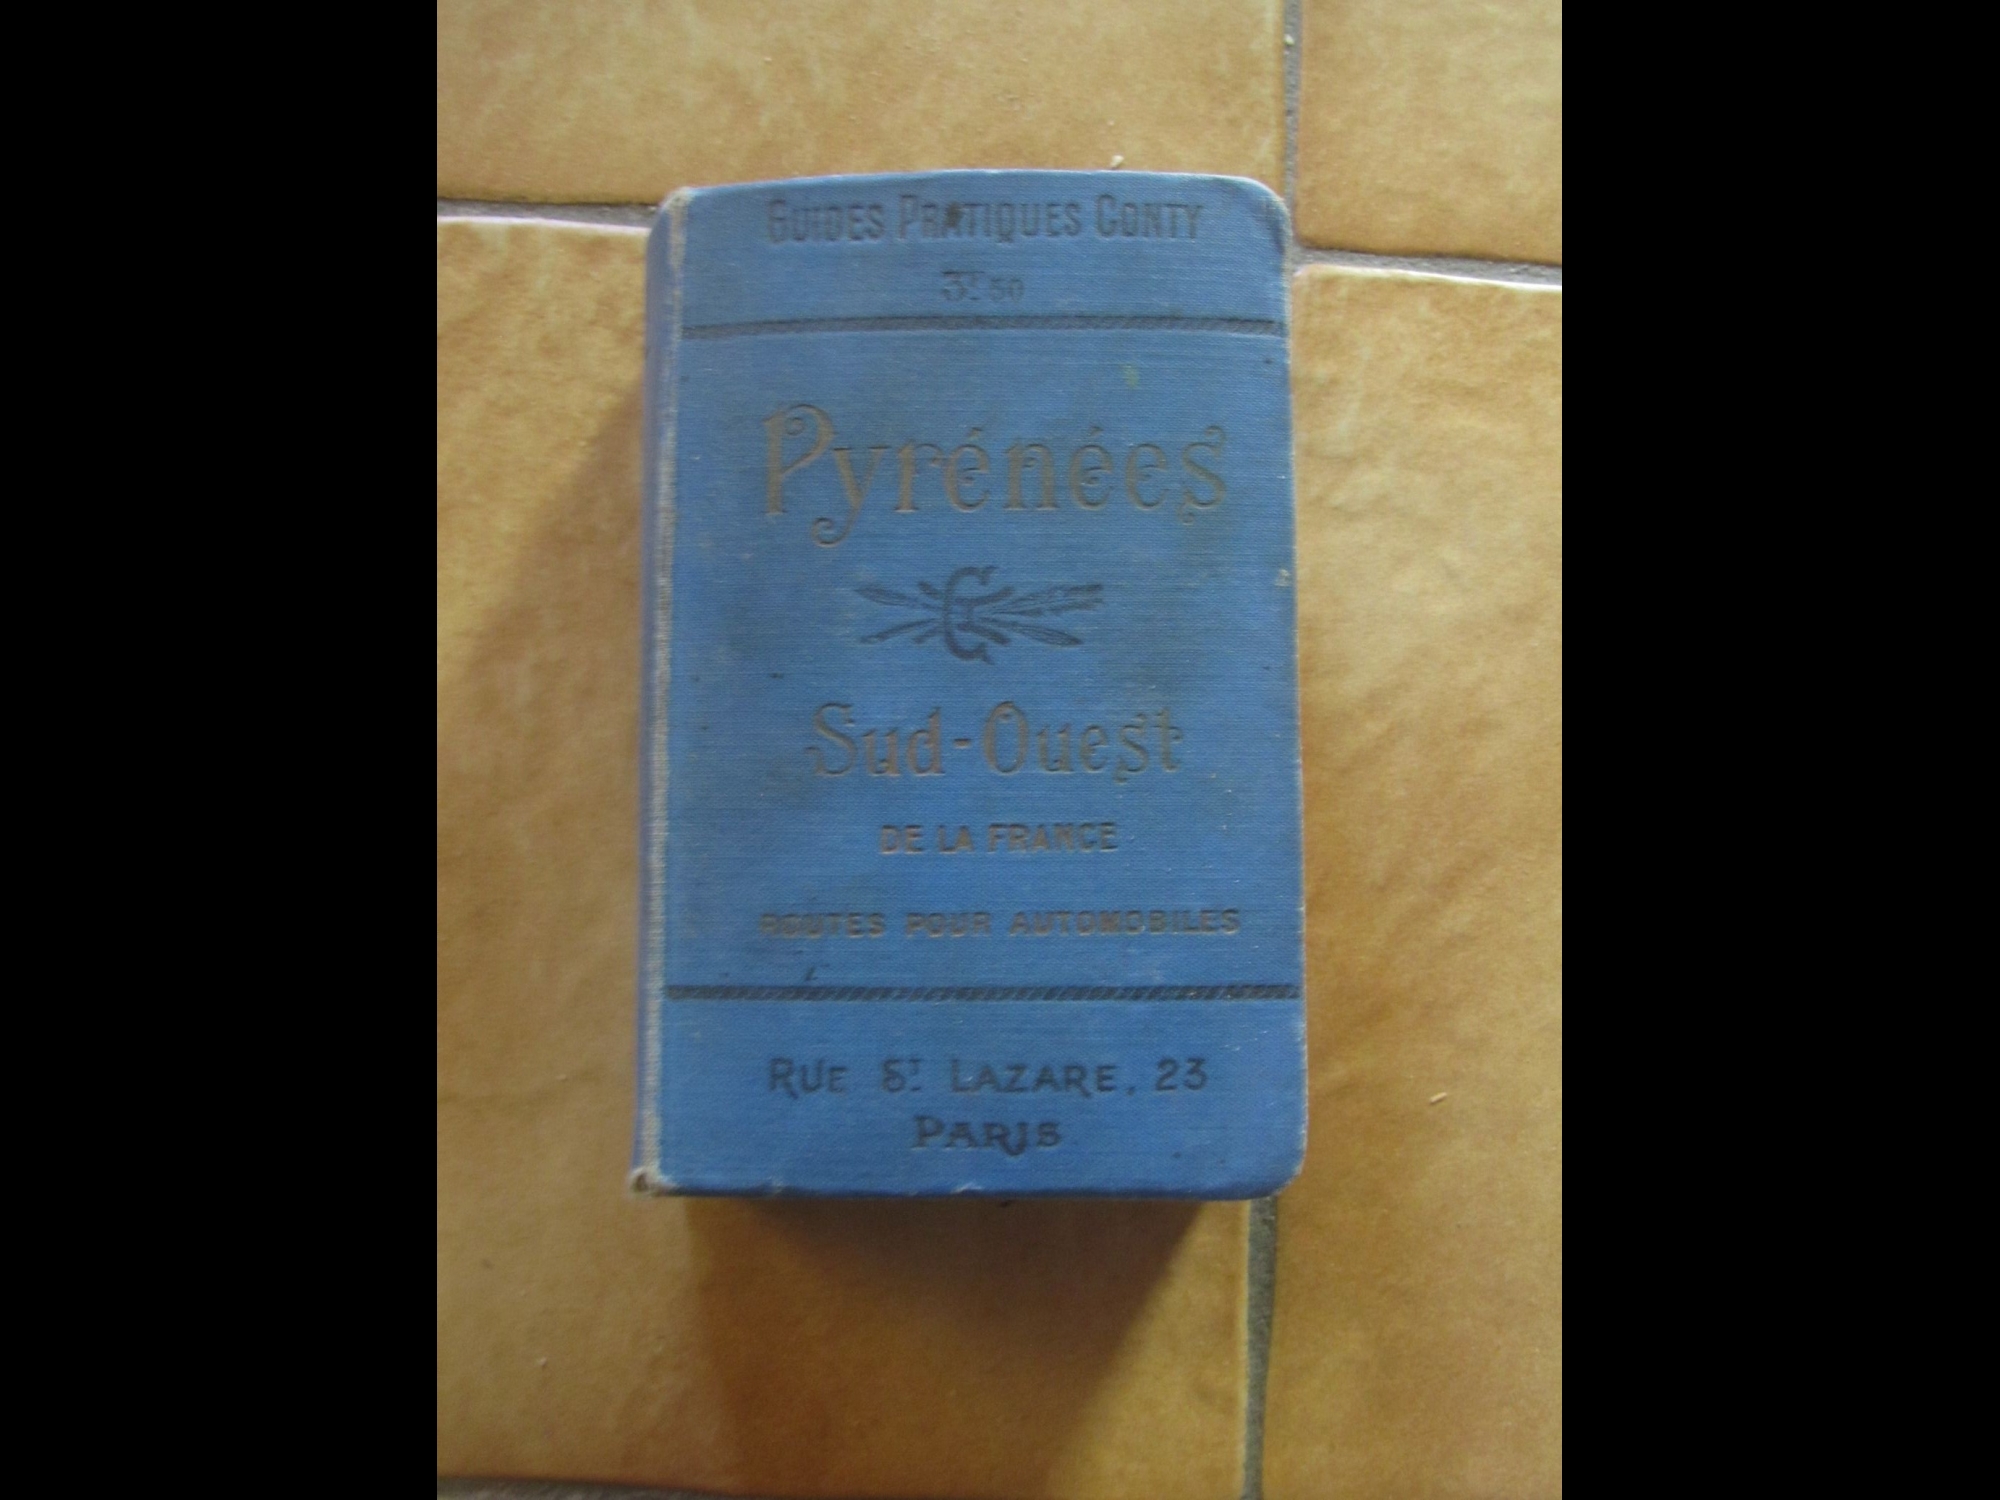 GUIDES PRATIQUES CONTY
3F 50
Pyrénées
GC
Sud-Ouest
DE LA FRANCE
ROUTES POUR AUTOMOBILES
RUE ST LAZARE, 23
PARIS